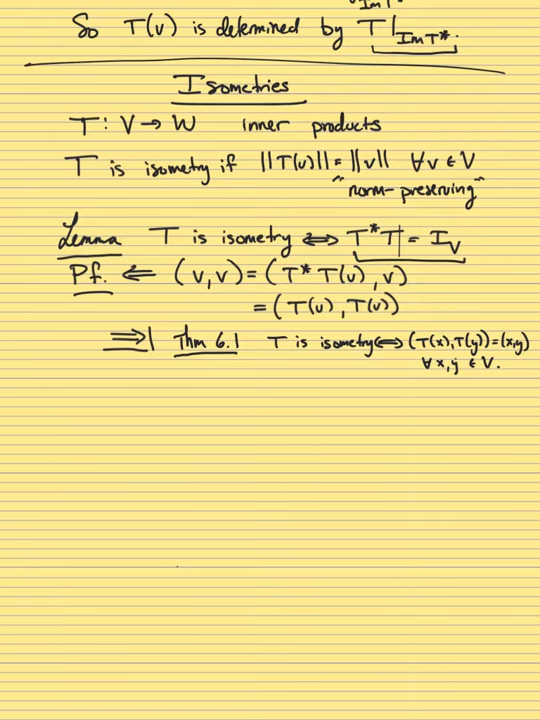 Im T*
So T(v) is determined by T|Im T*.
Isometries
T: V → W inner products
T is isometry if ||T(v)|| = ||v|| ∀v ∈ V
"norm-preserving"
Lemma T is isometry ⟺ T*T = I_V
Pf. ⟸ (v,v) = (T*T(v), v)
= (T(v), T(v))
⟹ Thm 6.1 T is isometry ⟺ (T(x),T(y)) = (x,y)
∀ x,y ∈ V.